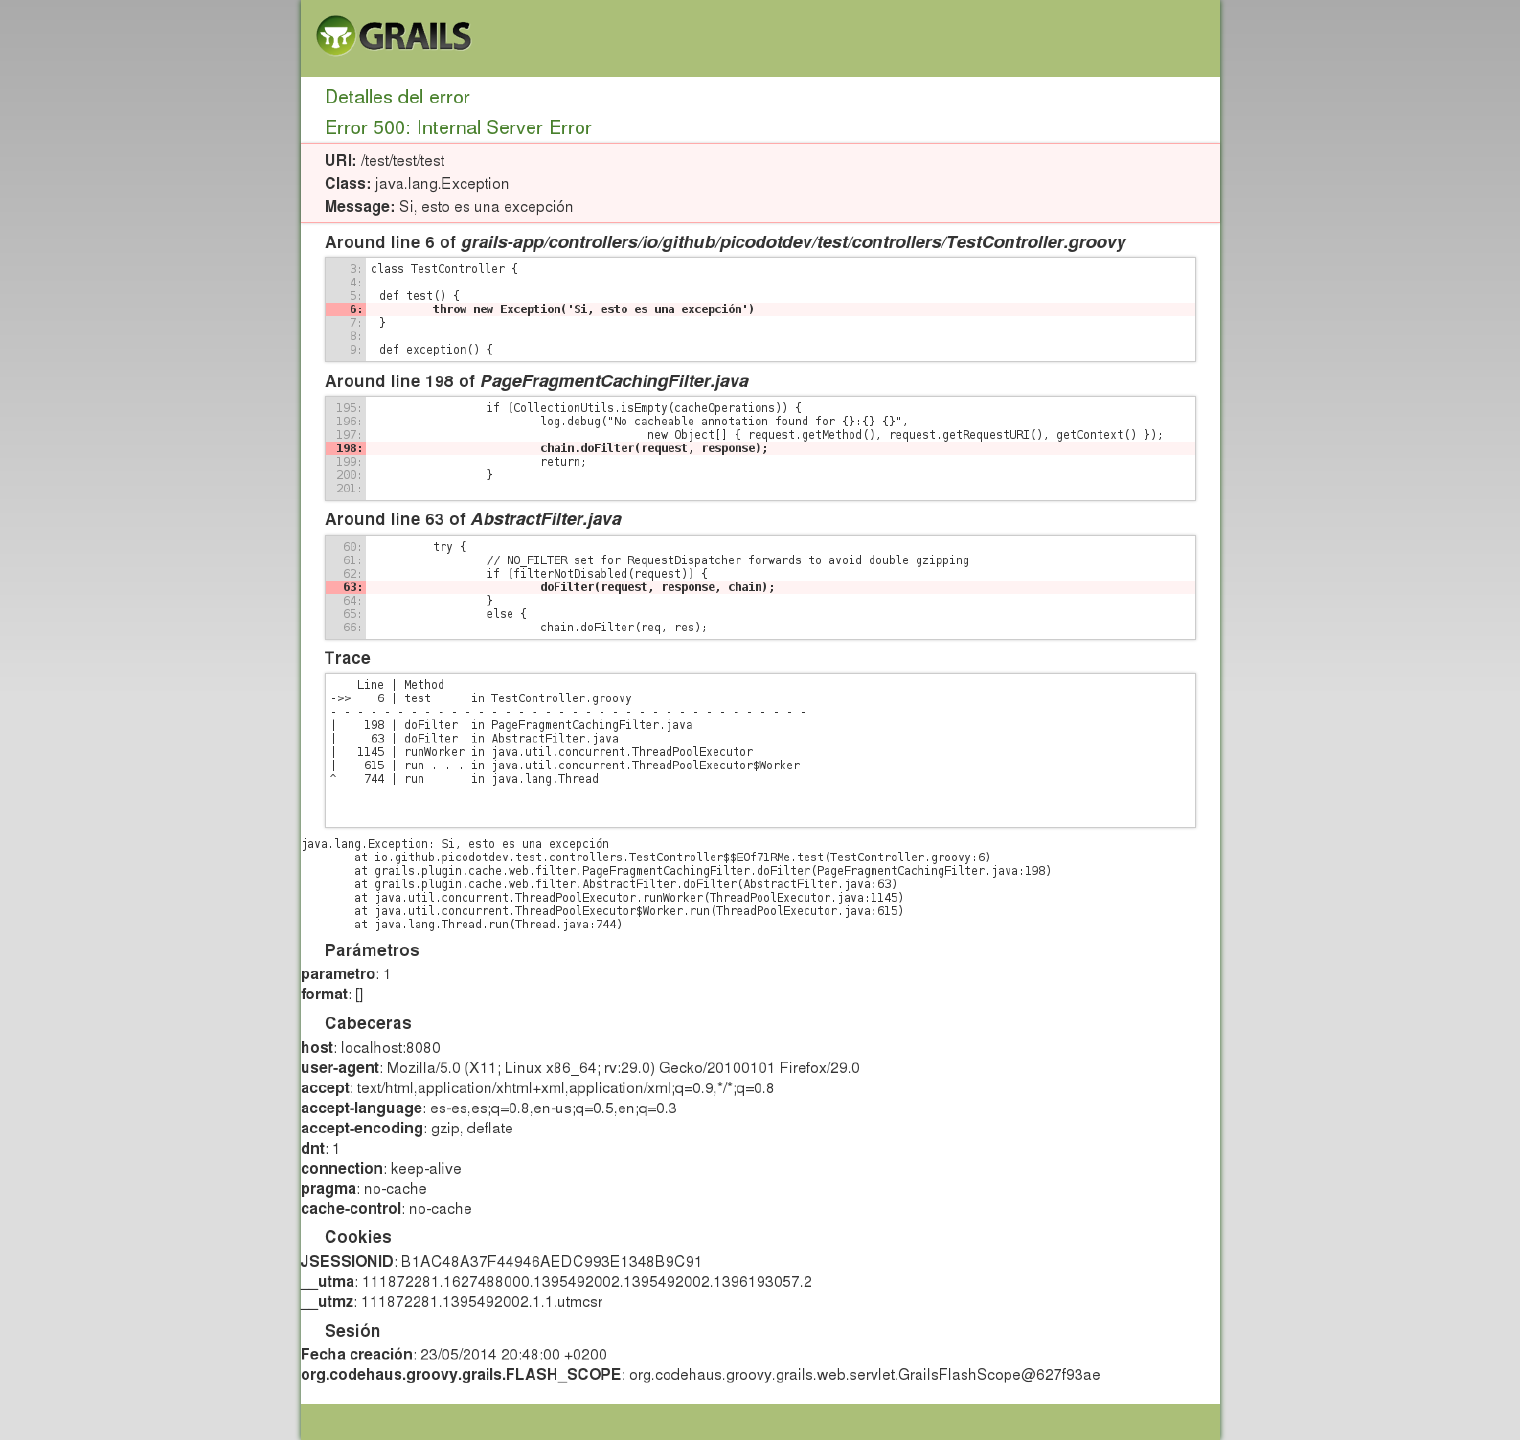 GRAILS
Detalles del error
Error 500: Internal Server Error
URI: /test/test/test
Class: java.lang.Exception
Message: Si, esto es una excepción
Around line 6 of grails-app/controllers/io/github/picodotdev/test/controllers/TestController.groovy
3: class TestController {
4:
5: def test() {
6: throw new Exception('Si, esto es una excepción')
7: }
8:
9: def exception() {
Around line 198 of PageFragmentCachingFilter.java
195: if (CollectionUtils.isEmpty(cacheOperations)) {
196: log.debug("No cacheable annotation found for {}:{} {}",
197: new Object[] { request.getMethod(), request.getRequestURI(), getContext() });
198: chain.doFilter(request, response);
199: return;
200: }
201:
Around line 63 of AbstractFilter.java
60: try {
61: // NO_FILTER set for RequestDispatcher forwards to avoid double gzipping
62: if (filterNotDisabled(request)) {
63: doFilter(request, response, chain);
64: }
65: else {
66: chain.doFilter(req, res);
Trace
Line | Method
->> 6 | test in TestController.groovy
- - - - - - - - - - - - - - - - - - - - - - - - - - - - - - - - - - - -
| 198 | doFilter in PageFragmentCachingFilter.java
| 63 | doFilter in AbstractFilter.java
| 1145 | runWorker in java.util.concurrent.ThreadPoolExecutor
| 615 | run . . . in java.util.concurrent.ThreadPoolExecutor$Worker
^ 744 | run in java.lang.Thread
java.lang.Exception: Si, esto es una excepción
at io.github.picodotdev.test.controllers.TestController$$EOf71RMe.test(TestController.groovy:6)
at grails.plugin.cache.web.filter.PageFragmentCachingFilter.doFilter(PageFragmentCachingFilter.java:198)
at grails.plugin.cache.web.filter.AbstractFilter.doFilter(AbstractFilter.java:63)
at java.util.concurrent.ThreadPoolExecutor.runWorker(ThreadPoolExecutor.java:1145)
at java.util.concurrent.ThreadPoolExecutor$Worker.run(ThreadPoolExecutor.java:615)
at java.lang.Thread.run(Thread.java:744)
Parámetros
parametro: 1
format: []
Cabeceras
host: localhost:8080
user-agent: Mozilla/5.0 (X11; Linux x86_64; rv:29.0) Gecko/20100101 Firefox/29.0
accept: text/html,application/xhtml+xml,application/xml;q=0.9,*/*;q=0.8
accept-language: es-es,es;q=0.8,en-us;q=0.5,en;q=0.3
accept-encoding: gzip, deflate
dnt: 1
connection: keep-alive
pragma: no-cache
cache-control: no-cache
Cookies
JSESSIONID: B1AC48A37F44946AEDC993E1348B9C91
__utma: 111872281.1627488000.1395492002.1395492002.1396193057.2
__utmz: 111872281.1395492002.1.1.utmcsr
Sesión
Fecha creación: 23/05/2014 20:48:00 +0200
org.codehaus.groovy.grails.FLASH_SCOPE: org.codehaus.groovy.grails.web.servlet.GrailsFlashScope@627f93ae